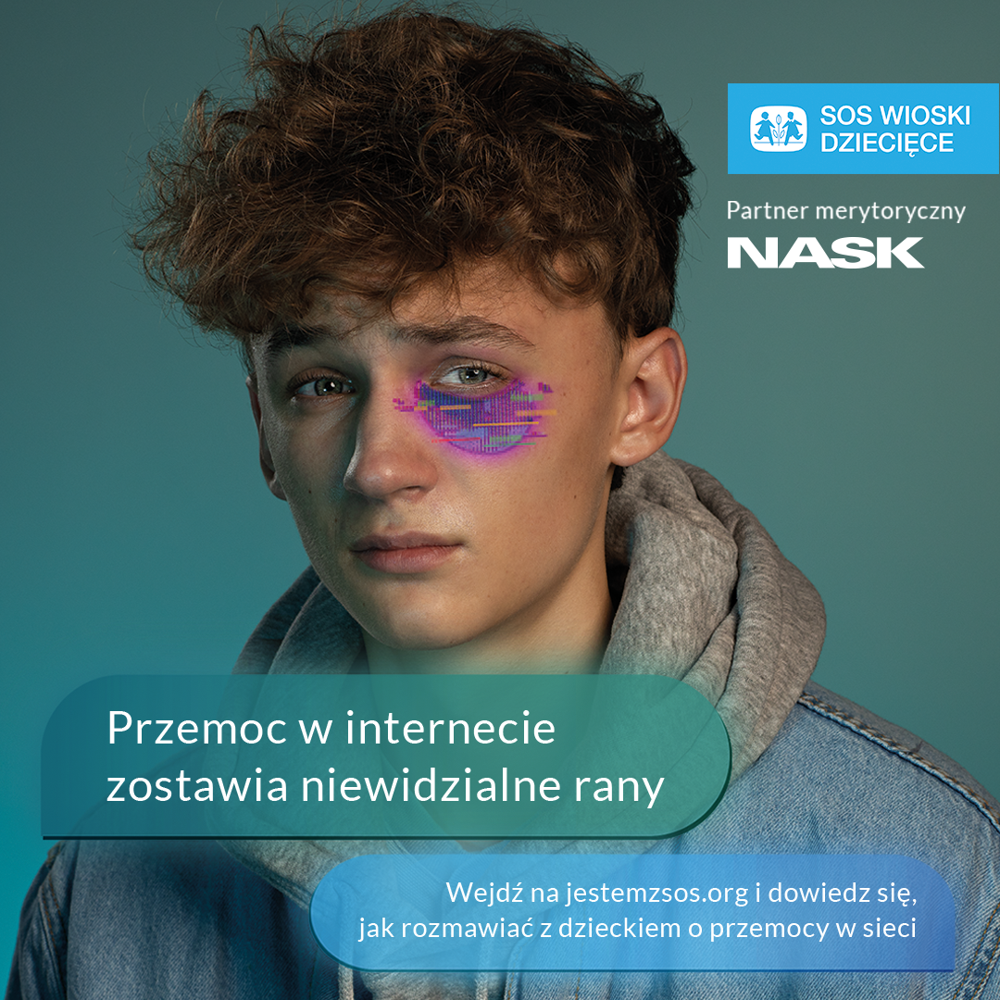 SOS WIOSKI
DZIECIĘCE
Partner merytoryczny
NASK
Przemoc w internecie
zostawia niewidzialne rany
Wejdź na jestemzsos.org i dowiedz się,
jak rozmawiać z dzieckiem o przemocy w sieci